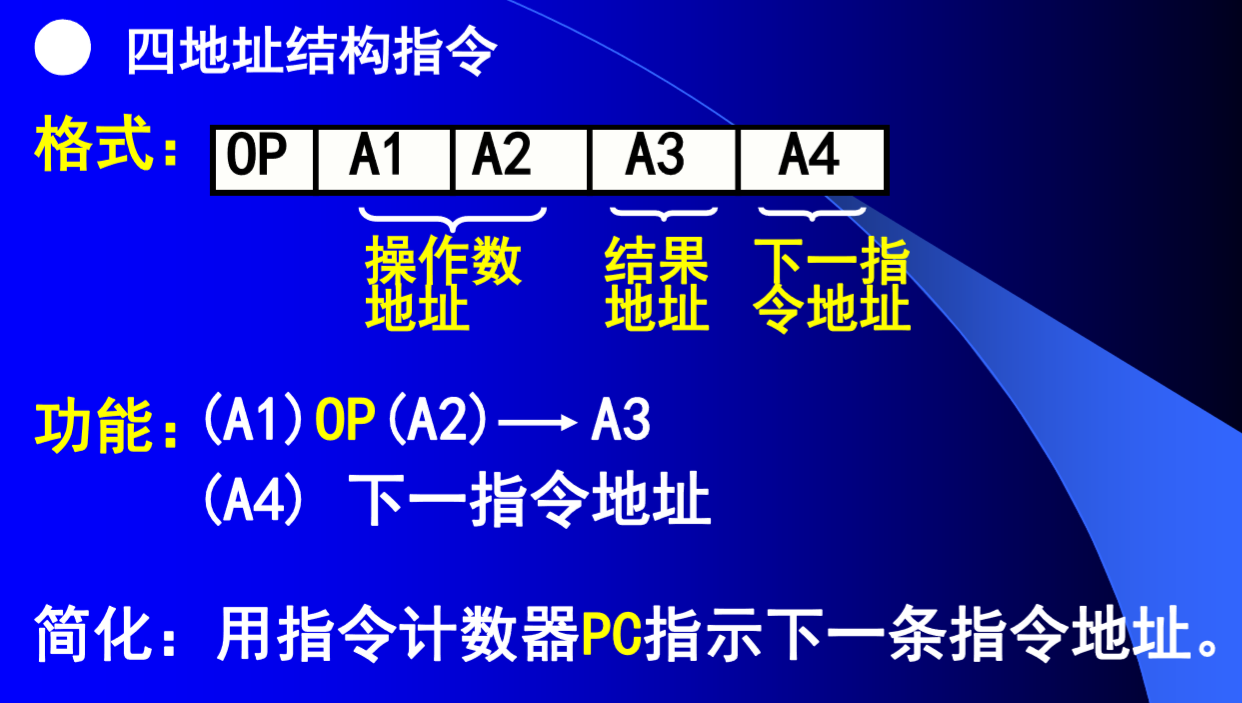 四地址结构指令
格式：
OP A1 A2 A3 A4
操作数地址
结果地址
下一指令地址
功能：(A1)OP(A2)→A3
(A4) 下一指令地址
简化：用指令计数器PC指示下一条指令地址。